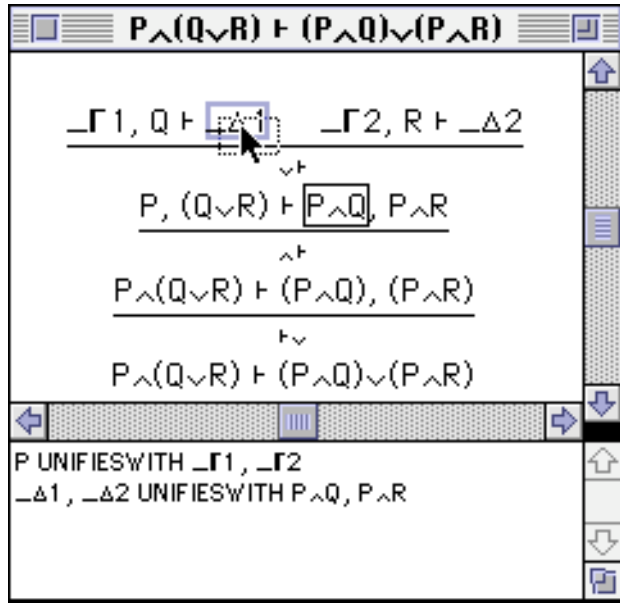 P∧(Q∨R) ⊢ (P∧Q)∨(P∧R)
_Γ1, Q ⊢ _Δ1 _Γ2, R ⊢ _Δ2
∨⊢
P, (Q∨R) ⊢ P∧Q, P∧R
∧⊢
P∧(Q∨R) ⊢ (P∧Q), (P∧R)
⊢∨
P∧(Q∨R) ⊢ (P∧Q)∨(P∧R)
P UNIFIESWITH _Γ1, _Γ2
_Δ1, _Δ2 UNIFIESWITH P∧Q, P∧R